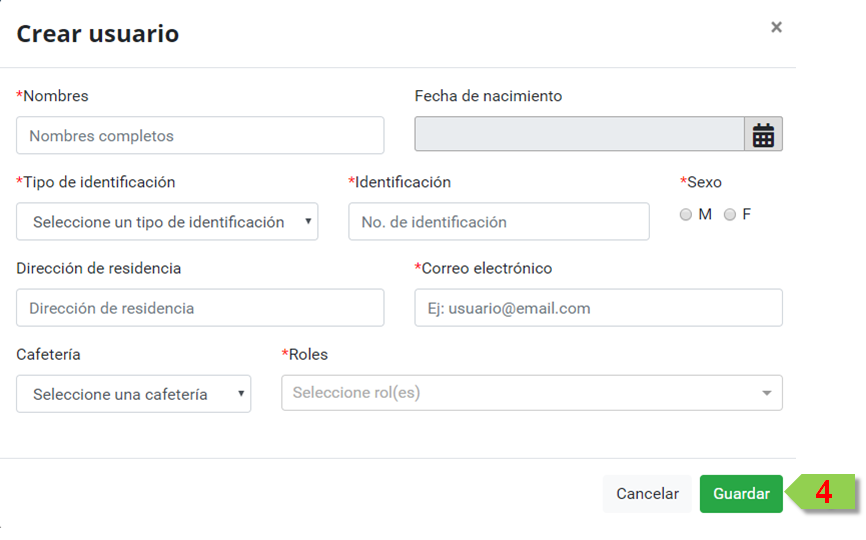 Crear usuario ×
*Nombres Fecha de nacimiento
Nombres completos
*Tipo de identificación *Identificación *Sexo
Seleccione un tipo de identificación No. de identificación M F
Dirección de residencia *Correo electrónico
Dirección de residencia Ej: usuario@email.com
Cafetería *Roles
Seleccione una cafetería Seleccione rol(es)
Cancelar Guardar 4